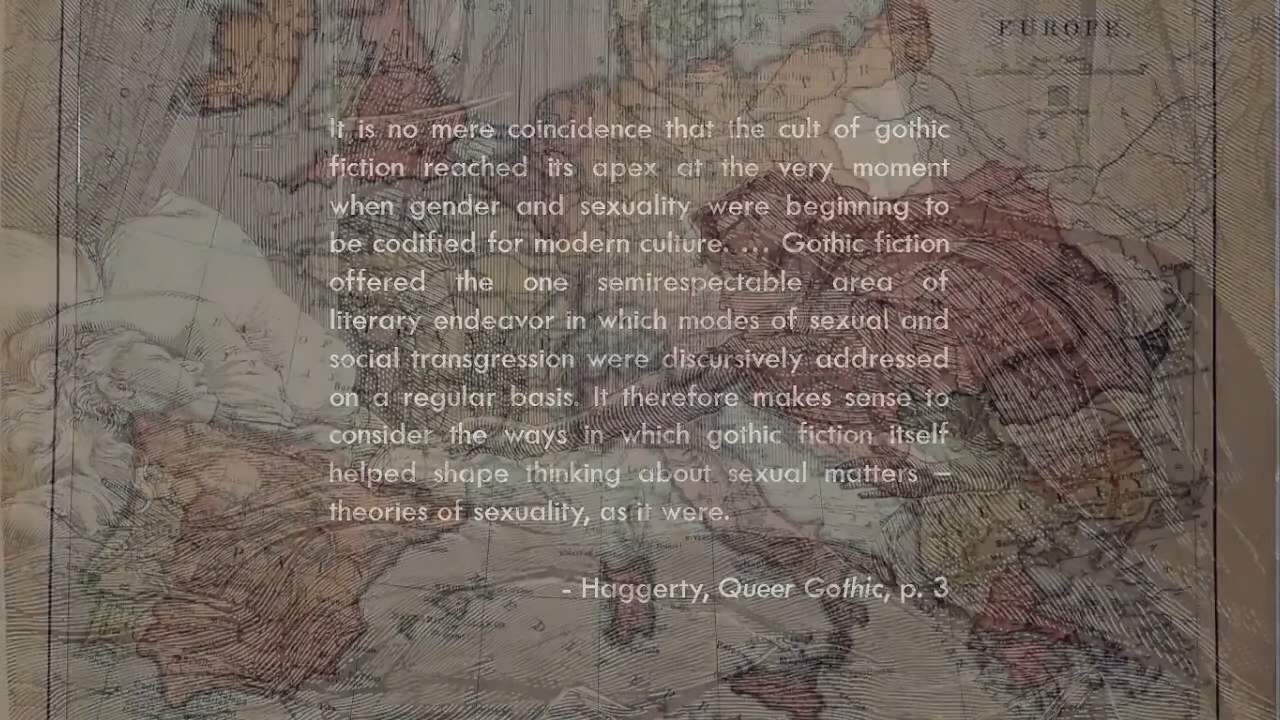 EUROPE.
It is no mere coincidence that the cult of gothic
fiction reached its apex at the very moment
when gender and sexuality were beginning to
be codified for modern culture. … Gothic fiction
offered the one semirespectable area of
literary endeavor in which modes of sexual and
social transgression were discursively addressed
on a regular basis. It therefore makes sense to
consider the ways in which gothic fiction itself
helped shape thinking about sexual matters –
theories of sexuality, as it were.
- Haggerty, Queer Gothic, p. 3